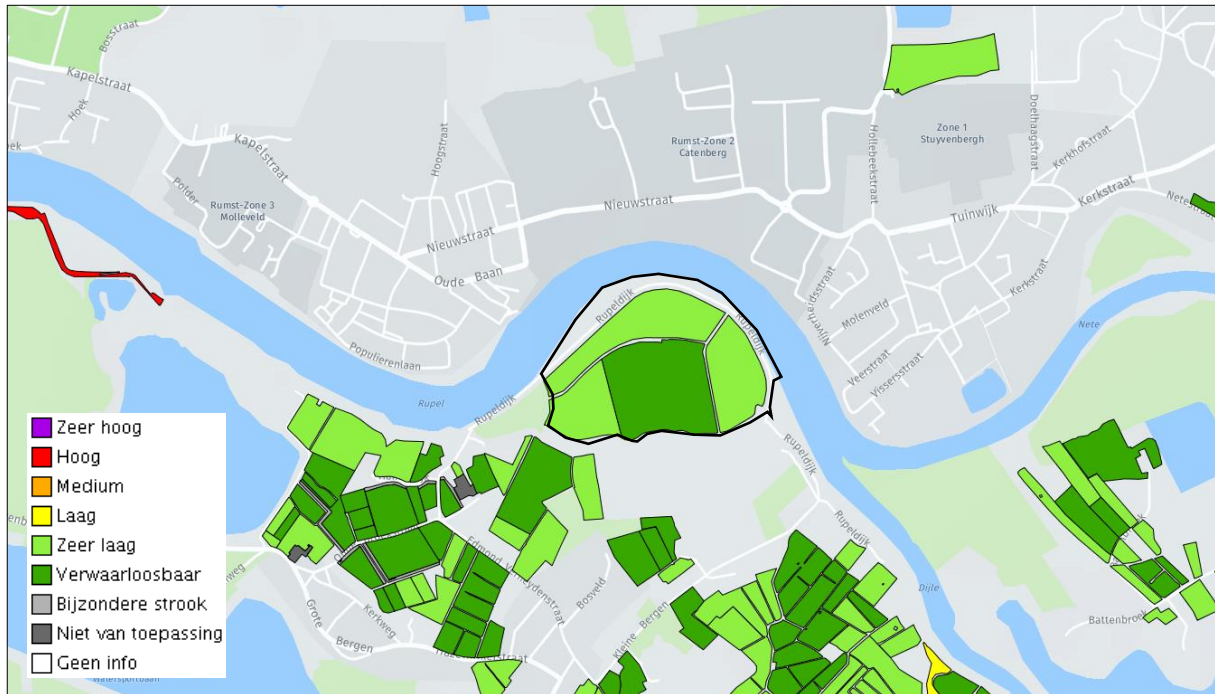 Bosstraat
Kapelstraat
Hoek
Kapelstraat
Hoogstraat
Polder
Rumst-Zone 3
Molleveld
Nieuwstraat
Oude Baan
Nieuwstraat
Rumst-Zone 2
Catenberg
Hollebeekstraat
Zone 1
Stuyvenbergh
Doelhaagstraat
Kerkhofstraat
Kerkstraat
Tuinwijk
Kerkstraat
Nijverheidsstraat
Molenveld
Veerstraat
Vissersstraat
Nete
Populierenlaan
Rupel
Rupeldijk
Rupeldijk
Rupeldijk
Rupeldijk
Rupeldijk
Dijle
Battenbroek
Bosveld
Kleine Bergen
Kerkweg
Grote
Bergen
Watersportbaan
Zeer hoog
Hoog
Medium
Laag
Zeer laag
Verwaarloosbaar
Bijzondere strook
Niet van toepassing
Geen info